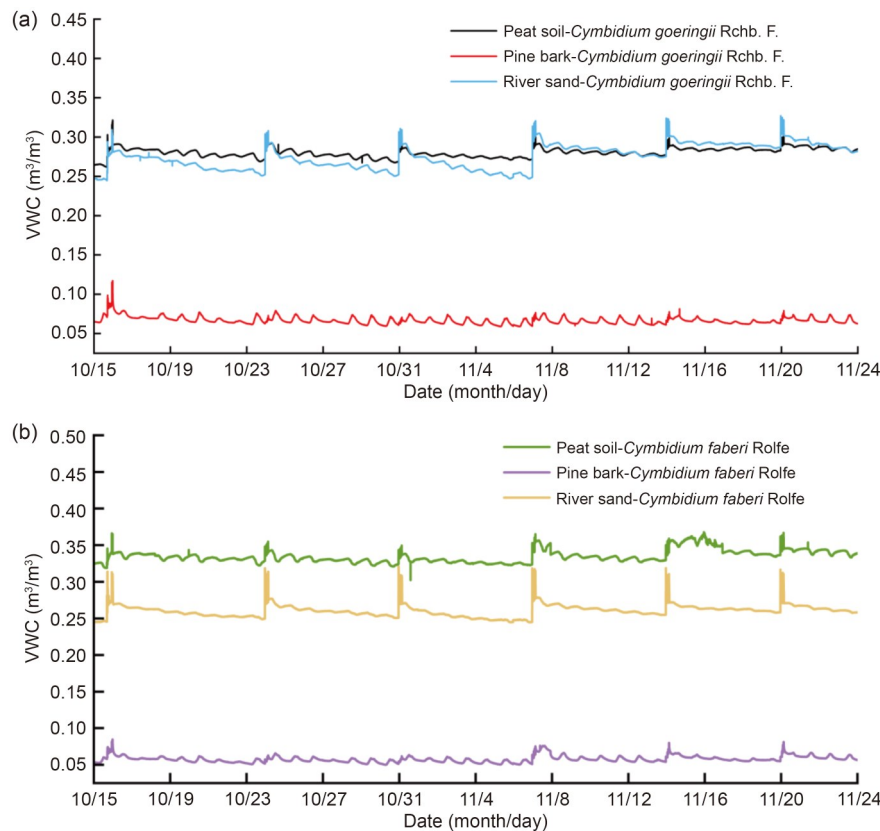 (a)
0.45
0.40
0.35
0.30
0.25
0.20
0.15
0.10
0.05
VWC (m³/m³)
Peat soil-Cymbidium goeringii Rchb. F.
Pine bark-Cymbidium goeringii Rchb. F.
River sand-Cymbidium goeringii Rchb. F.
10/15 10/19 10/23 10/27 10/31 11/4 11/8 11/12 11/16 11/20 11/24
Date (month/day)
(b)
0.50
0.45
0.40
0.35
0.30
0.25
0.20
0.15
0.10
0.05
VWC (m³/m³)
Peat soil-Cymbidium faberi Rolfe
Pine bark-Cymbidium faberi Rolfe
River sand-Cymbidium faberi Rolfe
10/15 10/19 10/23 10/27 10/31 11/4 11/8 11/12 11/16 11/20 11/24
Date (month/day)